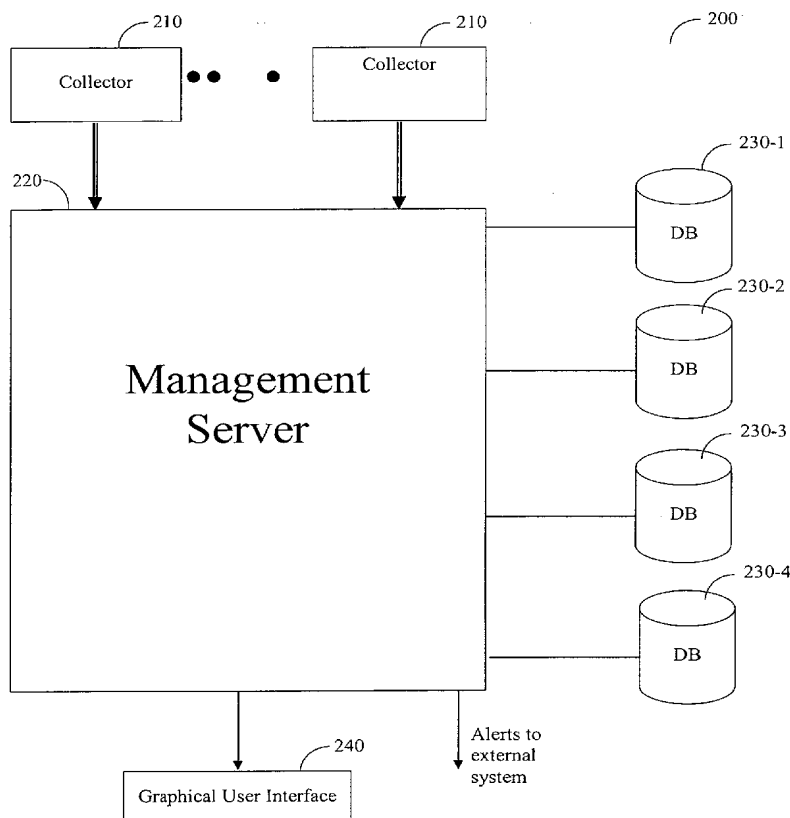 210
210
200
Collector
Collector
220
230-1
DB
230-2
DB
Management
Server
230-3
DB
230-4
DB
Alerts to
external
system
240
Graphical User Interface